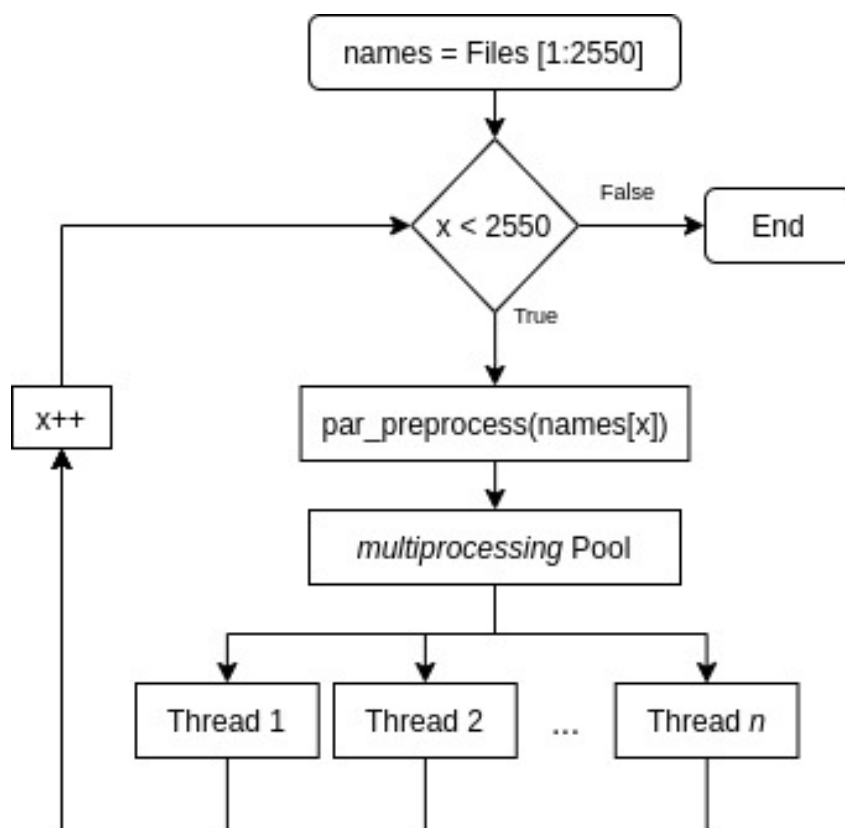 names = Files [1:2550]
False
x < 2550
End
True
x++
par_preprocess(names[x])
multiprocessing Pool
Thread 1
Thread 2
...
Thread n